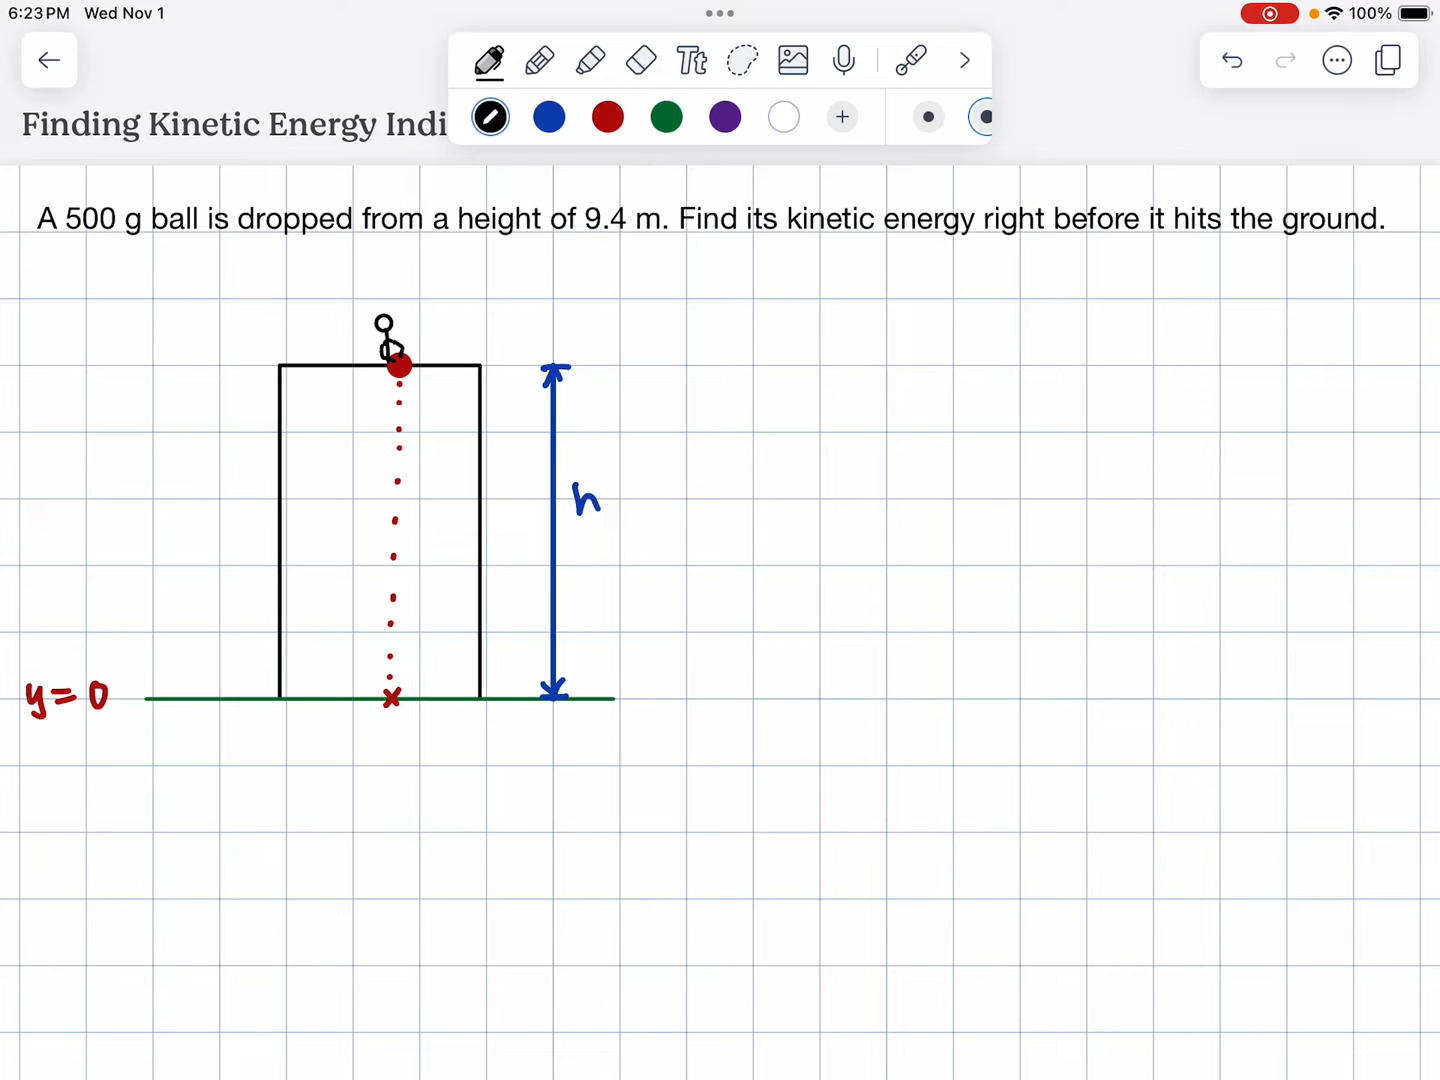 6:23 PM Wed Nov 1
100%
Tt
Finding Kinetic Energy Indi
A 500 g ball is dropped from a height of 9.4 m. Find its kinetic energy right before it hits the ground.
h
y = 0